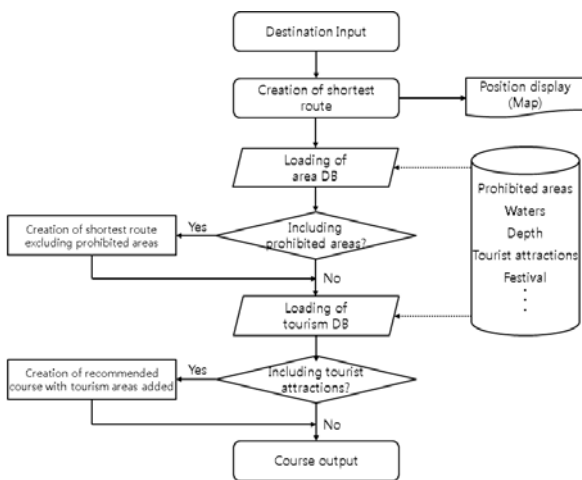 Destination Input
Creation of shortest
route
Position display
(Map)
Loading of
area DB
Prohibited areas
Waters
Depth
Tourist attractions
Festival
Creation of shortest route
excluding prohibited areas
Yes
Including
prohibited areas?
No
Loading of
tourism DB
Creation of recommended
course with tourism areas added
Yes
Including tourist
attractions?
No
Course output